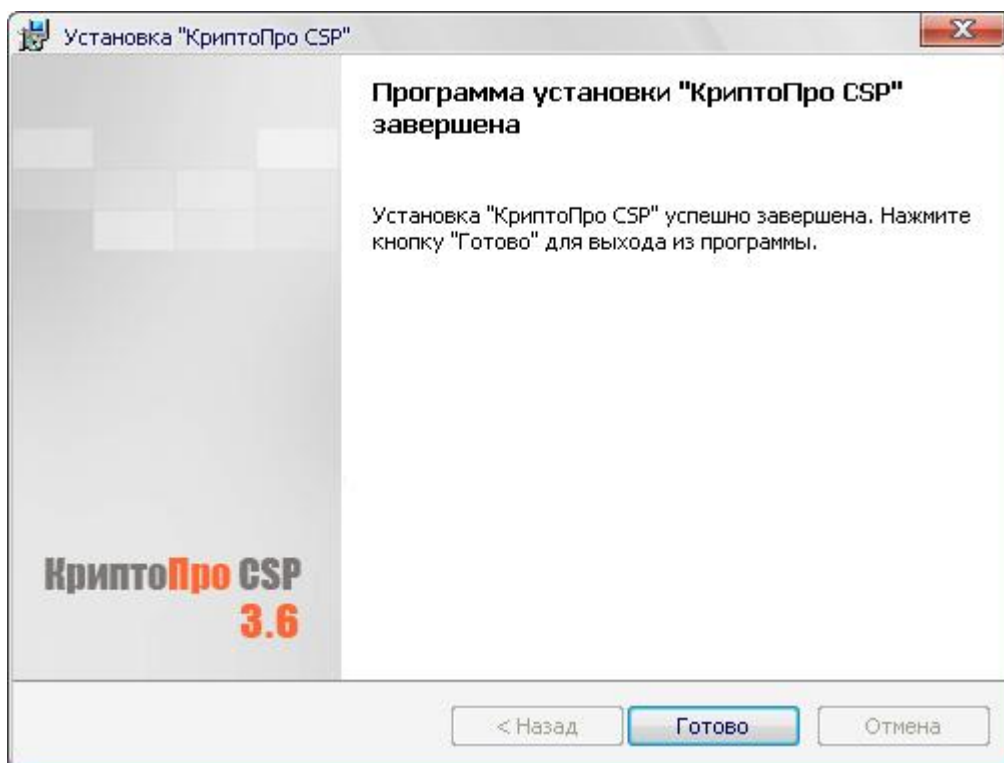 Установка "КриптоПро CSP"
Программа установки "КриптоПро CSP"
завершена
Установка "КриптоПро CSP" успешно завершена. Нажмите
кнопку "Готово" для выхода из программы.
КриптоПро CSP
3.6
< Назад
Готово
Отмена